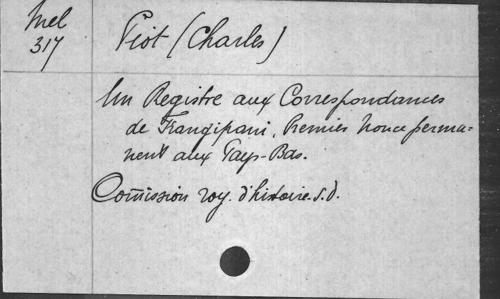 Mel
317
Piot (Charles)
Un Registre aux Correspondances
de Frangipani, Premier Nonce perma-
nent aux Pays-Bas.
Comission roy. d'histoire. s.d.